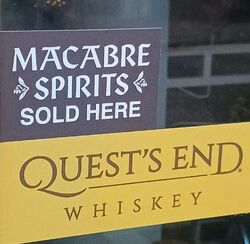 MACABRE
SPIRITS
SOLD HERE
QUEST'S END®
WHISKEY